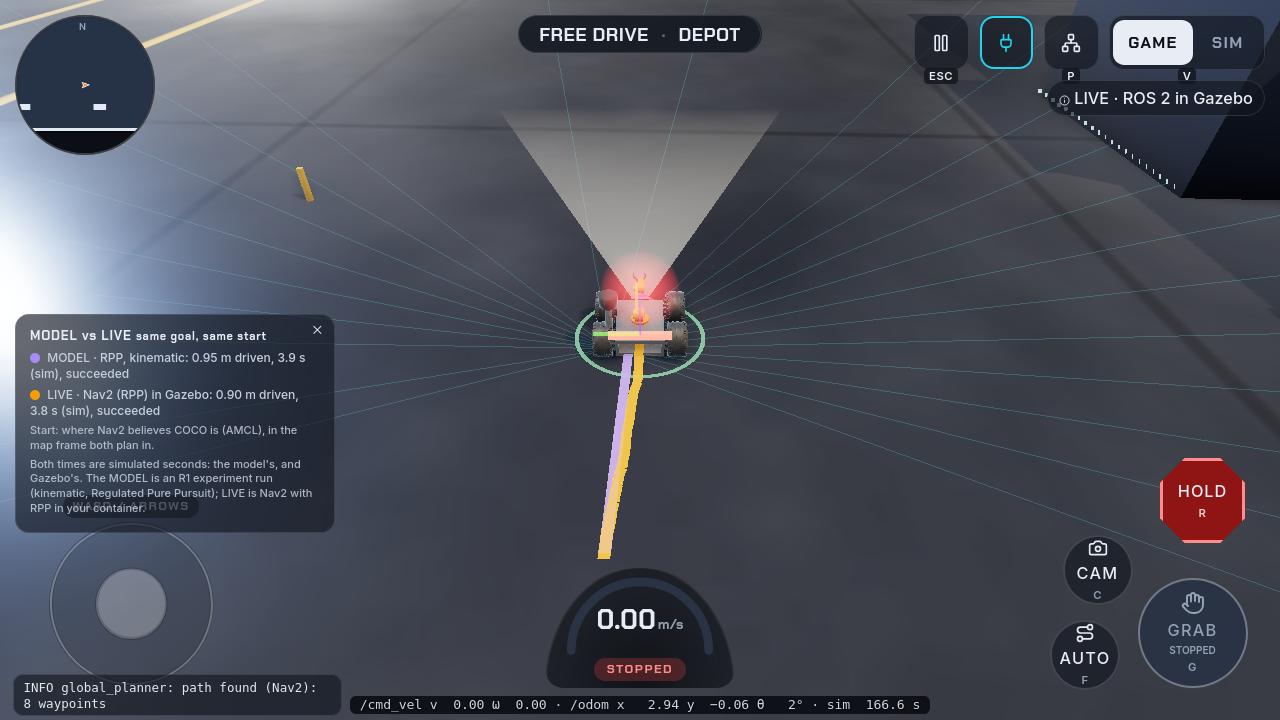 N
FREE DRIVE · DEPOT
GAME SIM
ESC P V
LIVE · ROS 2 in Gazebo
MODEL vs LIVE same goal, same start
MODEL · RPP, kinematic: 0.95 m driven, 3.9 s
(sim), succeeded
LIVE · Nav2 (RPP) in Gazebo: 0.90 m driven,
3.8 s (sim), succeeded
Start: where Nav2 believes COCO is (AMCL), in the
map frame both plan in.
Both times are simulated seconds: the model's, and
Gazebo's. The MODEL is an R1 experiment run
(kinematic, Regulated Pure Pursuit); LIVE is Nav2 with
RPP in your container.
ARROWS
HOLD
R
CAM
C
GRAB
STOPPED
G
AUTO
F
0.00 m/s
STOPPED
INFO global_planner: path found (Nav2):
8 waypoints
/cmd_vel v 0.00 ω 0.00 · /odom x 2.94 y −0.06 θ 2° · sim 166.6 s